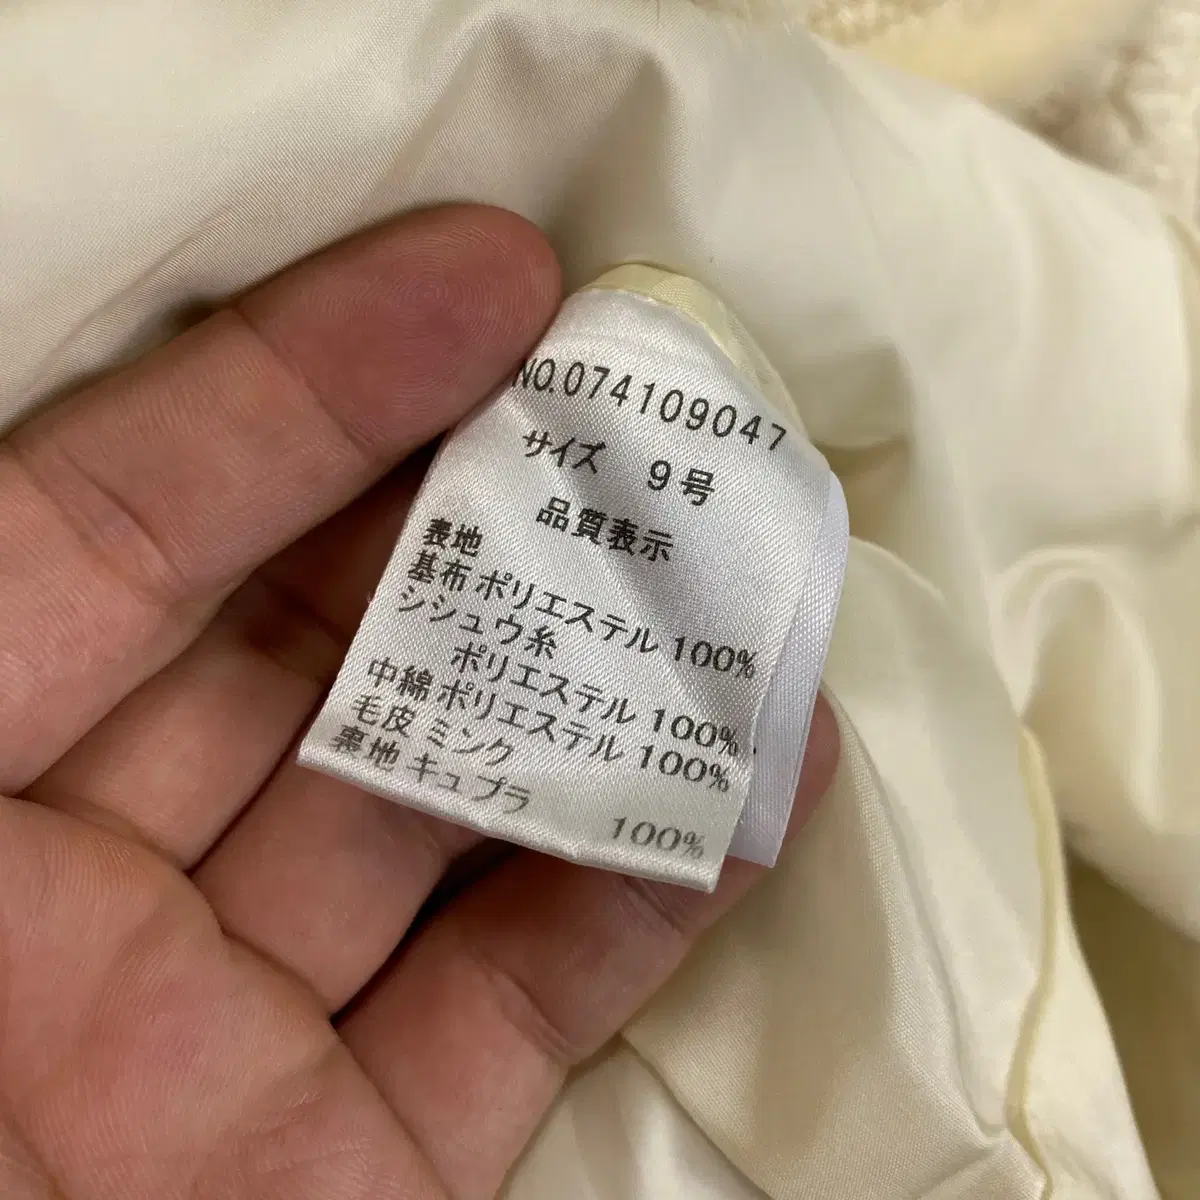 NO.074109047
サイズ 9号
品質表示
表地
基布 ポリエステル 100%
シシュウ糸
ポリエステル 100%
中綿 ポリエステル 100%
毛皮 ミンク
裏地 キュプラ 100%